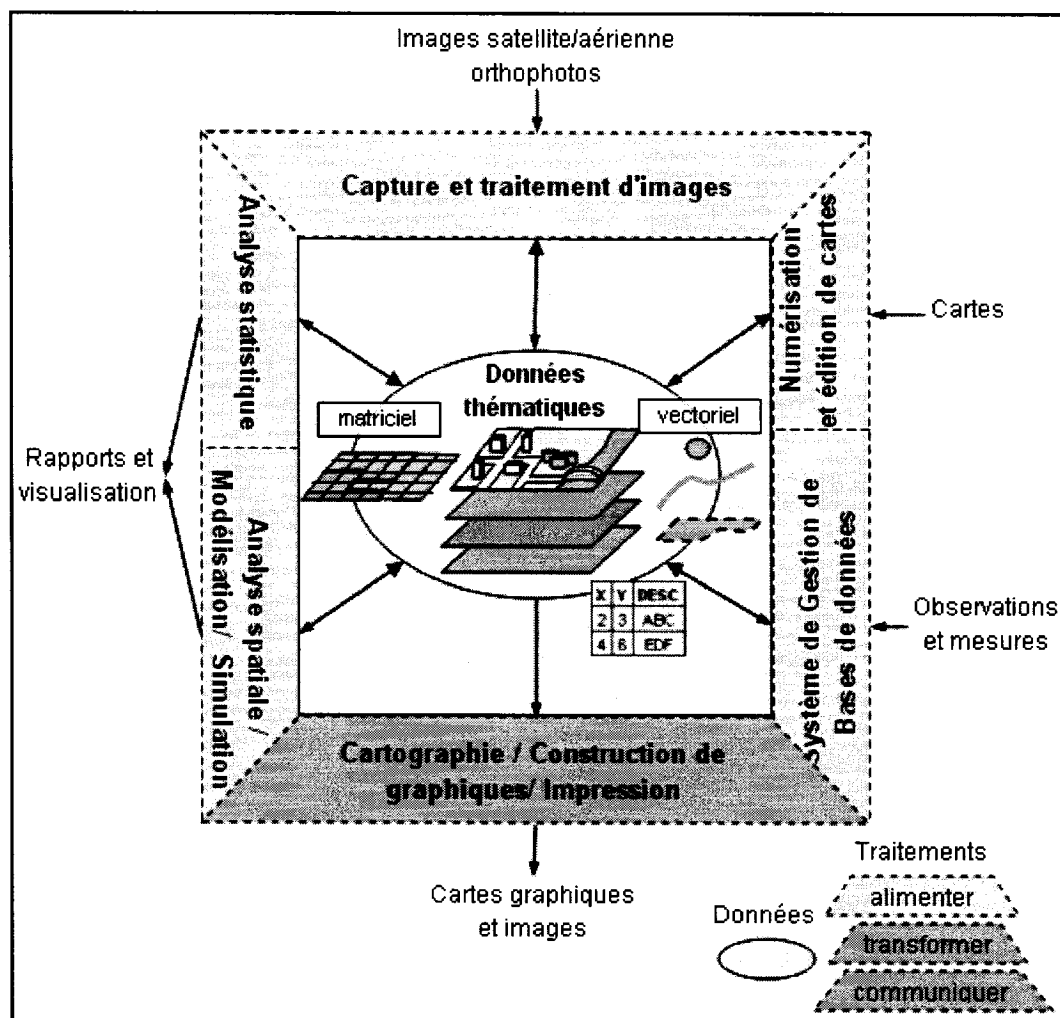 Images satellite/aérienne
orthophotos
Capture et traitement d'images
Analyse statistique
Numérisation
et édition de cartes
Cartes
Données
thématiques
matriciel
vectoriel
Rapports et
visualisation
Analyse spatiale /
Modélisation/ Simulation
Système de Gestion de
Bases de données
X Y DESC
2 3 ABC
4 6 EDF
Observations
et mesures
Cartographie / Construction de
graphiques/ Impression
Cartes graphiques
et images
Traitements
Données
alimenter
transformer
communiquer